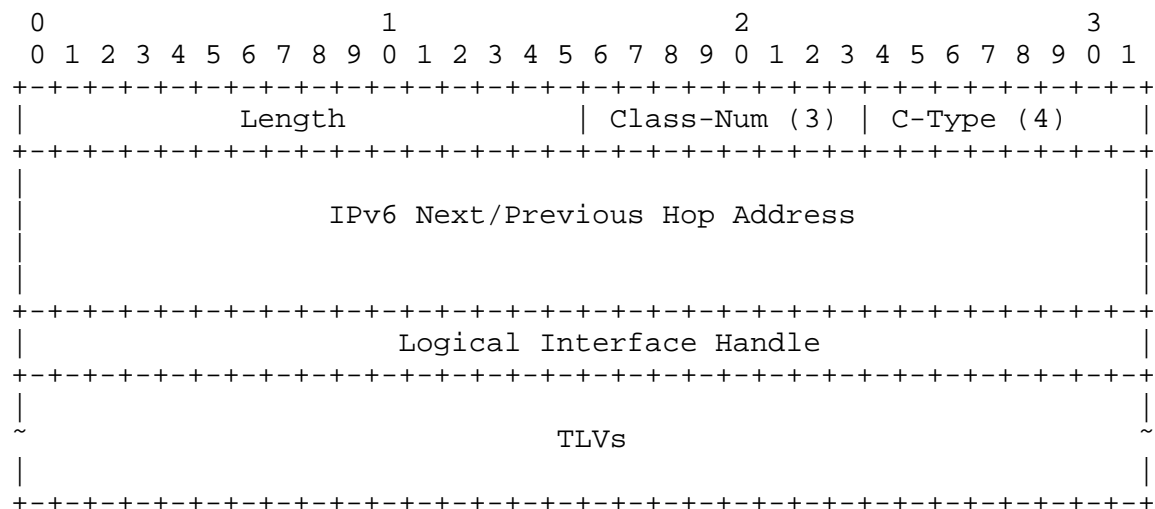 0                   1                   2                   3
 0 1 2 3 4 5 6 7 8 9 0 1 2 3 4 5 6 7 8 9 0 1 2 3 4 5 6 7 8 9 0 1
+-+-+-+-+-+-+-+-+-+-+-+-+-+-+-+-+-+-+-+-+-+-+-+-+-+-+-+-+-+-+-+-+
|            Length             | Class-Num (3) | C-Type (4)    |
+-+-+-+-+-+-+-+-+-+-+-+-+-+-+-+-+-+-+-+-+-+-+-+-+-+-+-+-+-+-+-+-+
|                                                               |
|                 IPv6 Next/Previous Hop Address                |
|                                                               |
|                                                               |
+-+-+-+-+-+-+-+-+-+-+-+-+-+-+-+-+-+-+-+-+-+-+-+-+-+-+-+-+-+-+-+-+
|                     Logical Interface Handle                  |
+-+-+-+-+-+-+-+-+-+-+-+-+-+-+-+-+-+-+-+-+-+-+-+-+-+-+-+-+-+-+-+-+
|                                                               |
~                              TLVs                             ~
|                                                               |
+-+-+-+-+-+-+-+-+-+-+-+-+-+-+-+-+-+-+-+-+-+-+-+-+-+-+-+-+-+-+-+-+